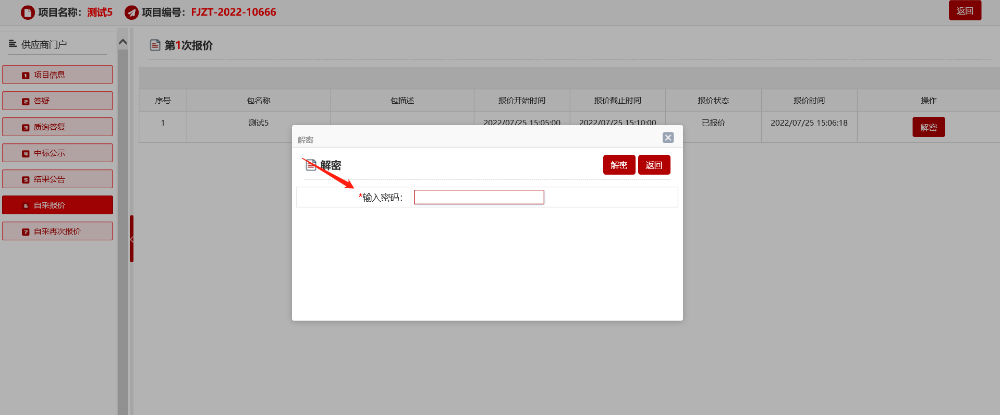 项目名称：测试5 项目编号：FJZT-2022-10666 返回
供应商门户
1 项目信息
2 答疑
3 质询答复
4 中标公示
5 结果公告
6 自采报价
7 自采再次报价
第1次报价
序号 包名称 包描述 报价开始时间 报价截止时间 报价状态 报价时间 操作
1 测试5 2022/07/25 15:05:00 2022/07/25 15:10:00 已报价 2022/07/25 15:06:18 解密
解密
解密 解密 返回
*输入密码：